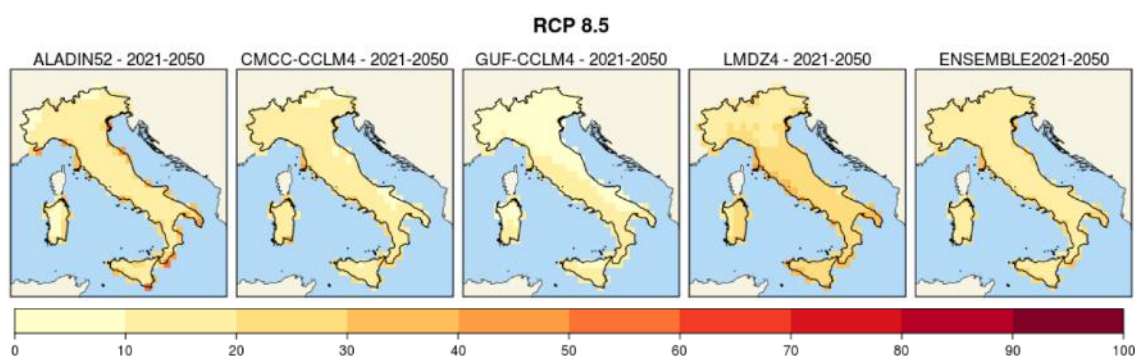 RCP 8.5
ALADIN52 - 2021-2050
CMCC-CCLM4 - 2021-2050
GUF-CCLM4 - 2021-2050
LMDZ4 - 2021-2050
ENSEMBLE2021-2050
0 10 20 30 40 50 60 70 80 90 100